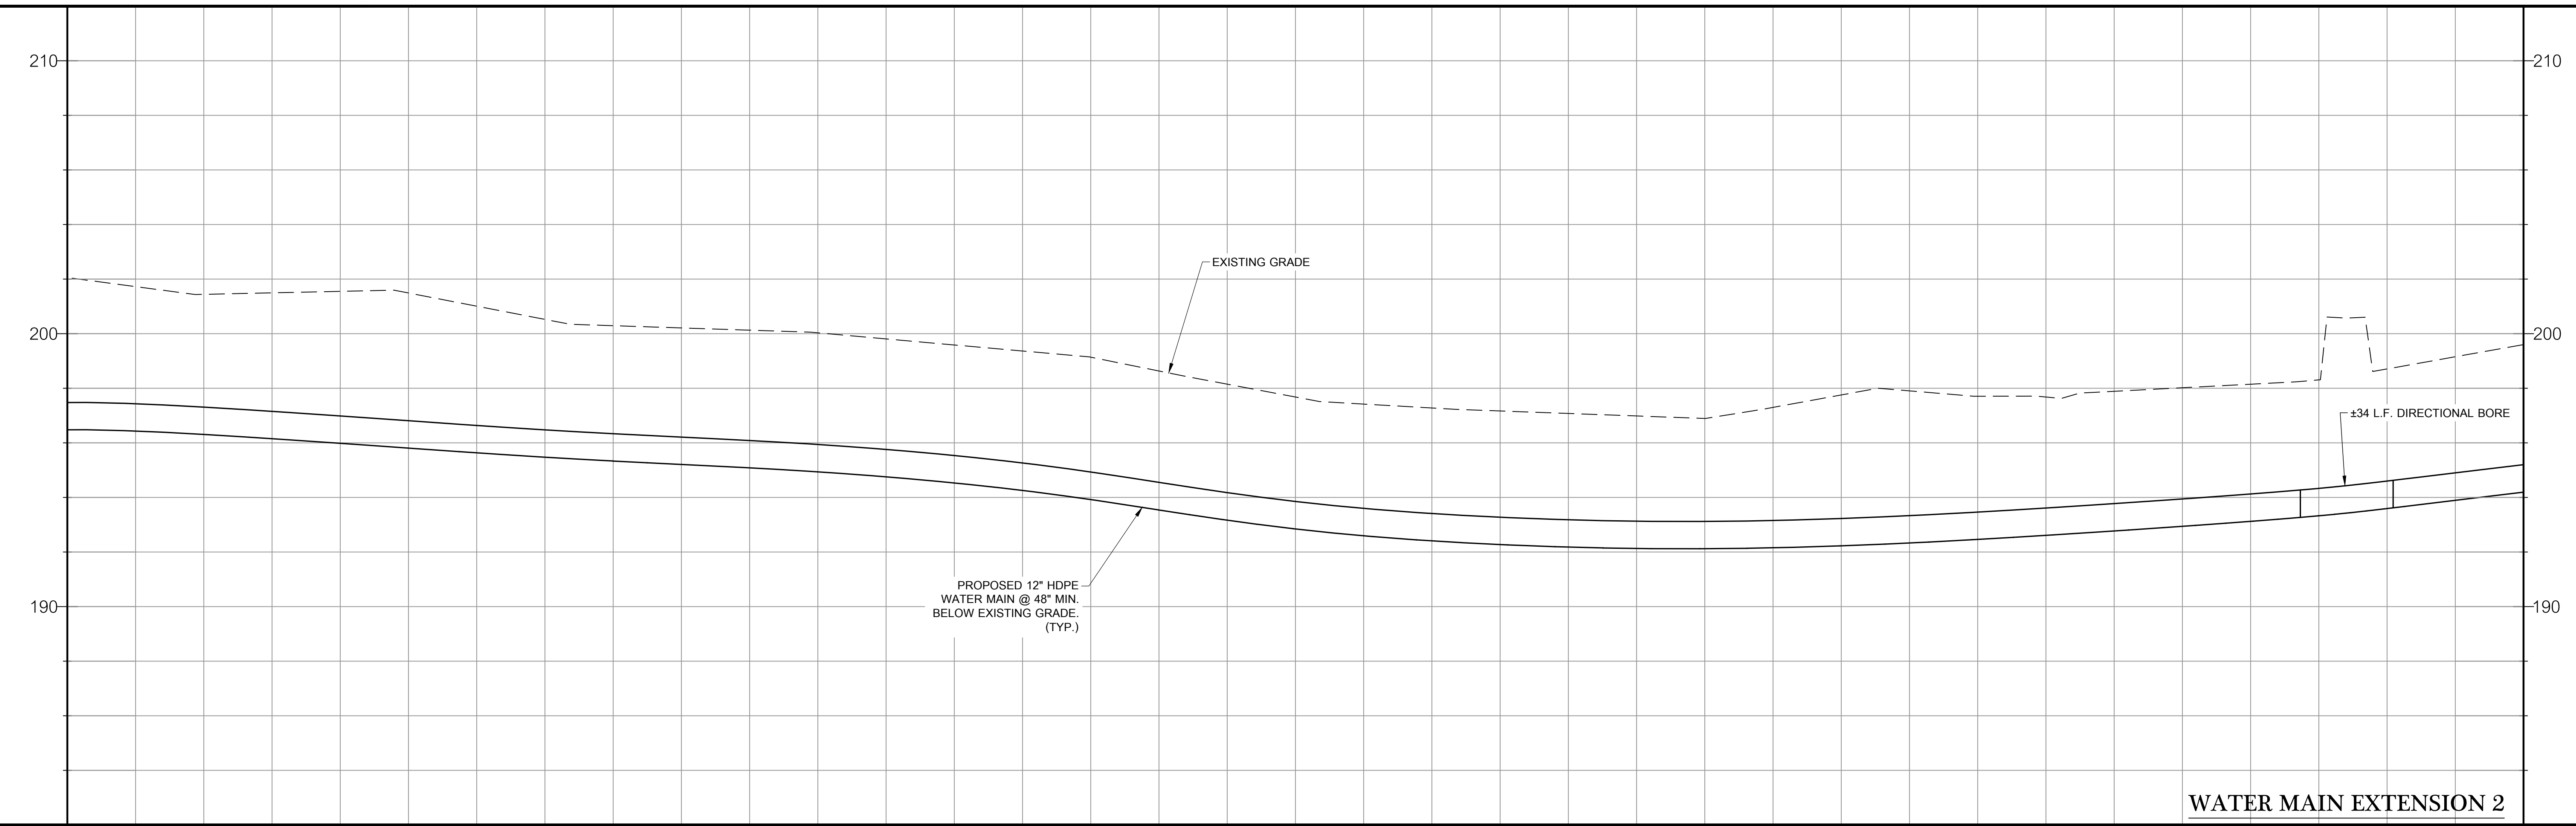 210
210
EXISTING GRADE
200
200
±34 L.F. DIRECTIONAL BORE
PROPOSED 12" HDPE
WATER MAIN @ 48" MIN.
BELOW EXISTING GRADE.
(TYP.)
190
190
WATER MAIN EXTENSION 2